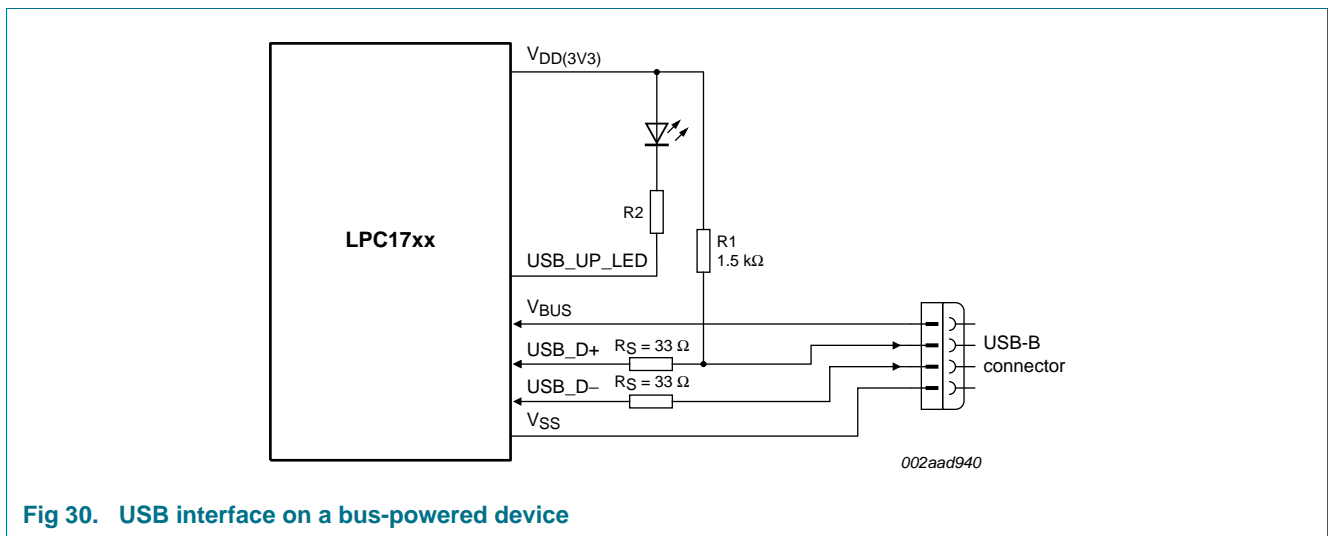 VDD(3V3)
R2
LPC17xx
R1
1.5 kΩ
USB_UP_LED
VBUS
USB_D+
RS = 33 Ω
USB-B
connector
USB_D−
RS = 33 Ω
VSS
002aad940
Fig 30. USB interface on a bus-powered device